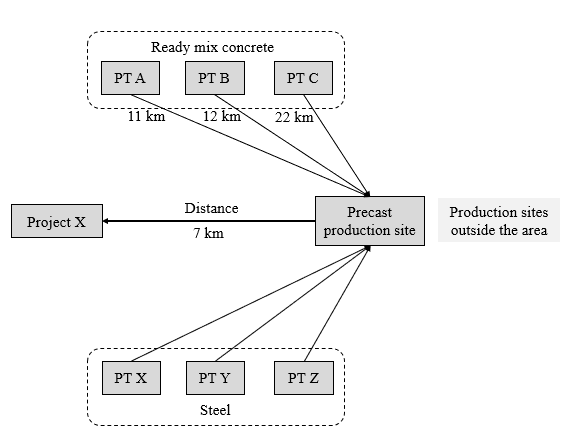 Ready mix concrete
PT A
PT B
PT C
11 km
12 km
22 km
Project X
Distance
7 km
Precast
production site
Production sites
outside the area
PT X
PT Y
PT Z
Steel